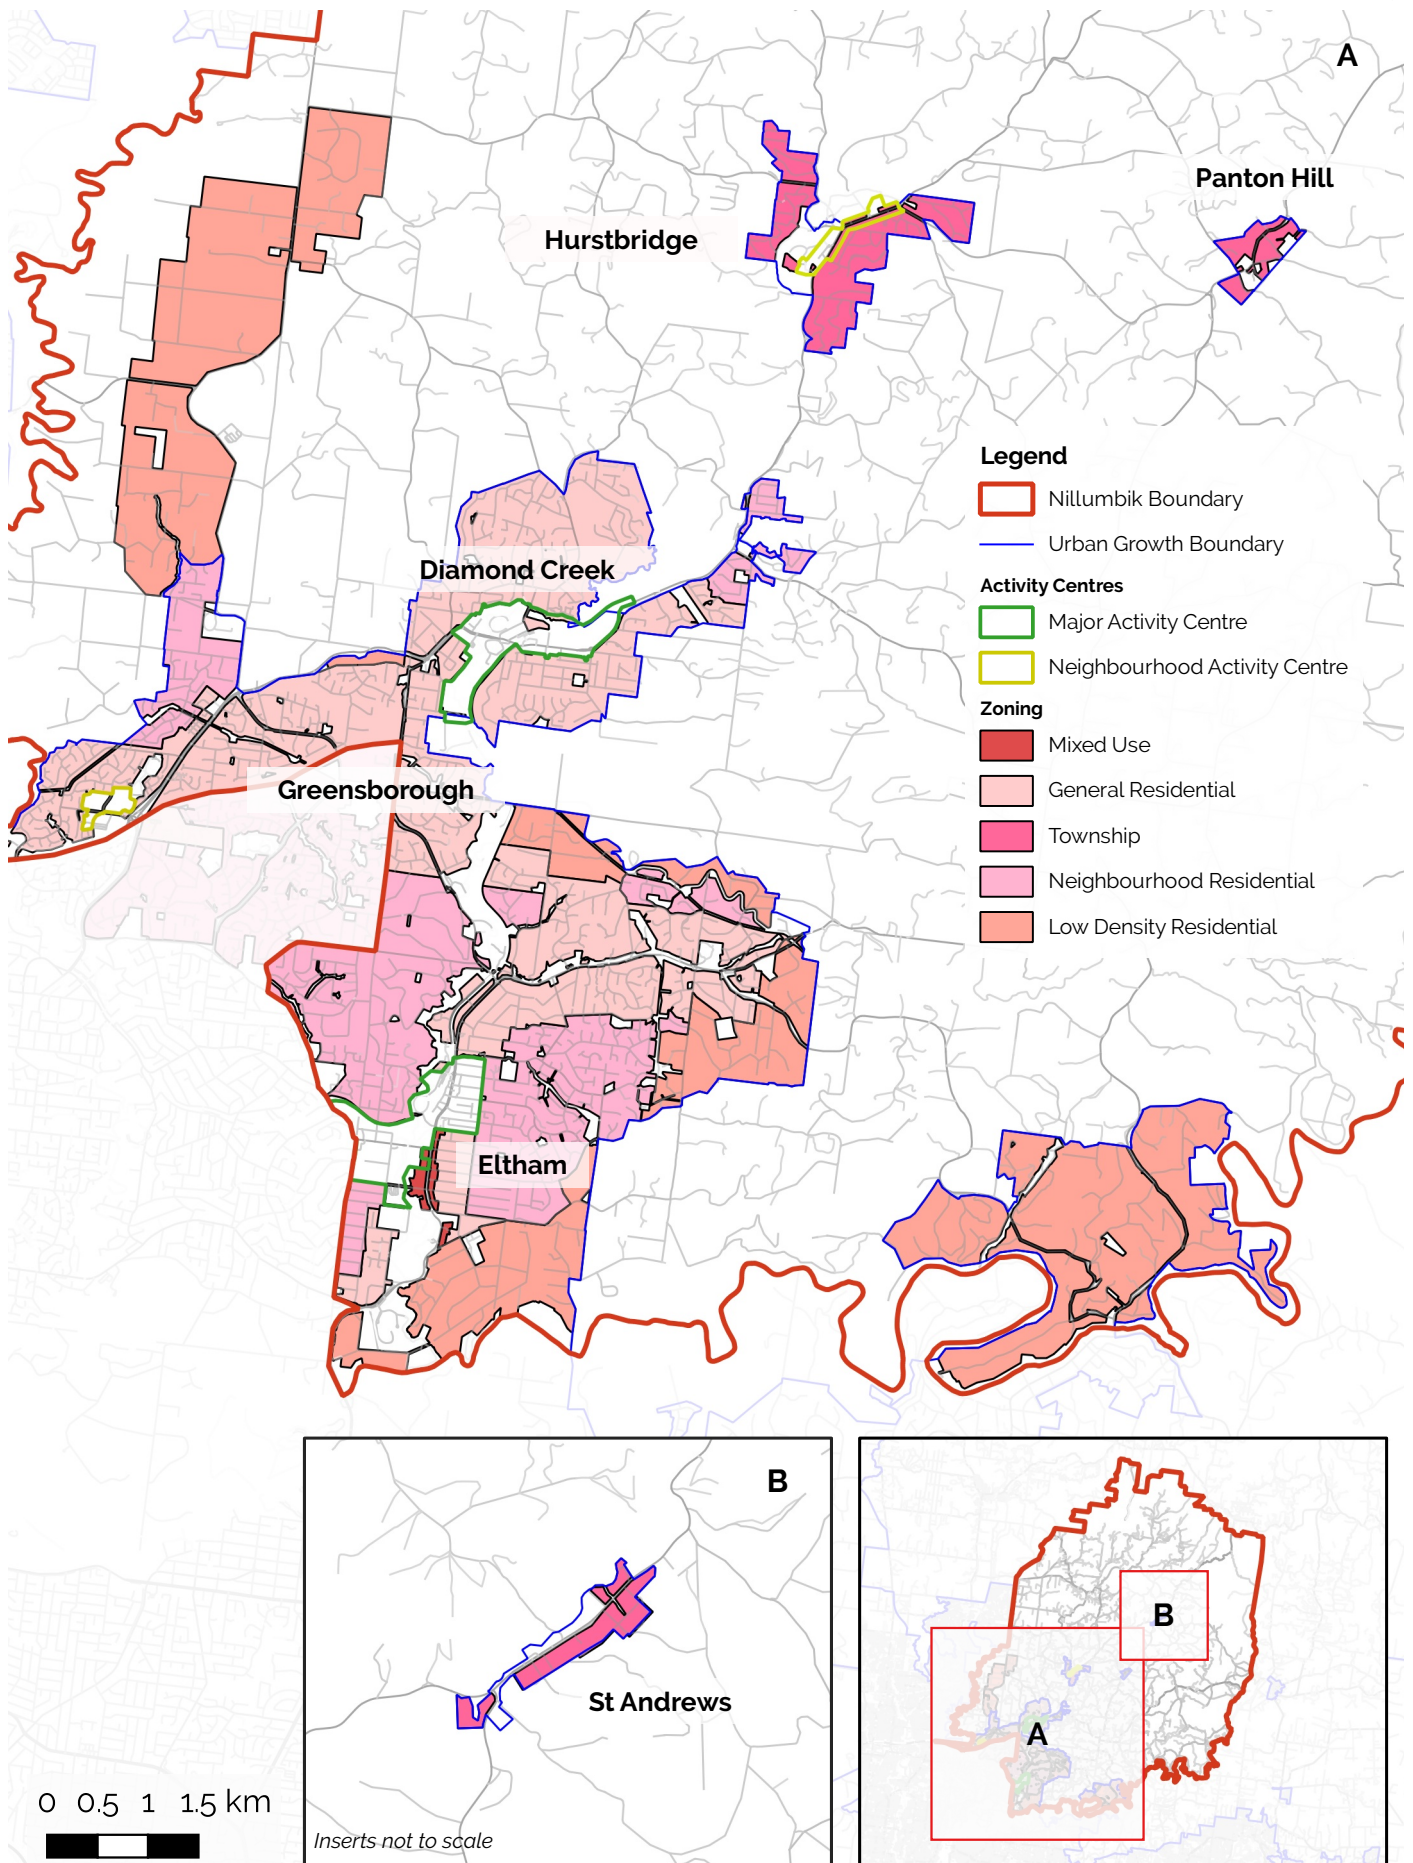 A
Panton Hill
Hurstbridge
Legend
Nillumbik Boundary
Urban Growth Boundary
Activity Centres
Major Activity Centre
Neighbourhood Activity Centre
Zoning
Mixed Use
General Residential
Township
Neighbourhood Residential
Low Density Residential
Diamond Creek
Greensborough
Eltham
B
St Andrews
Inserts not to scale
B
A
0 0.5 1 1.5 km